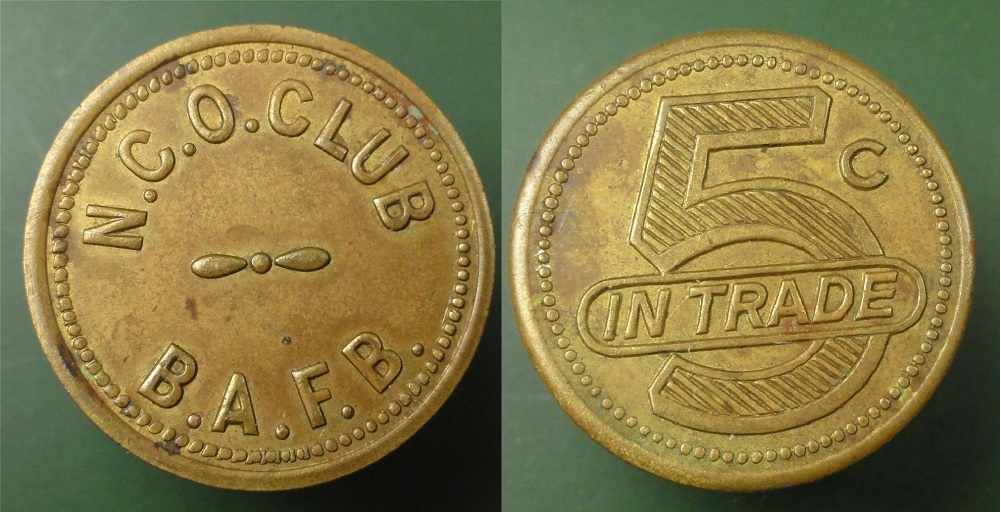 N.C.O. CLUB
B.A.F.B.
5 C
IN TRADE